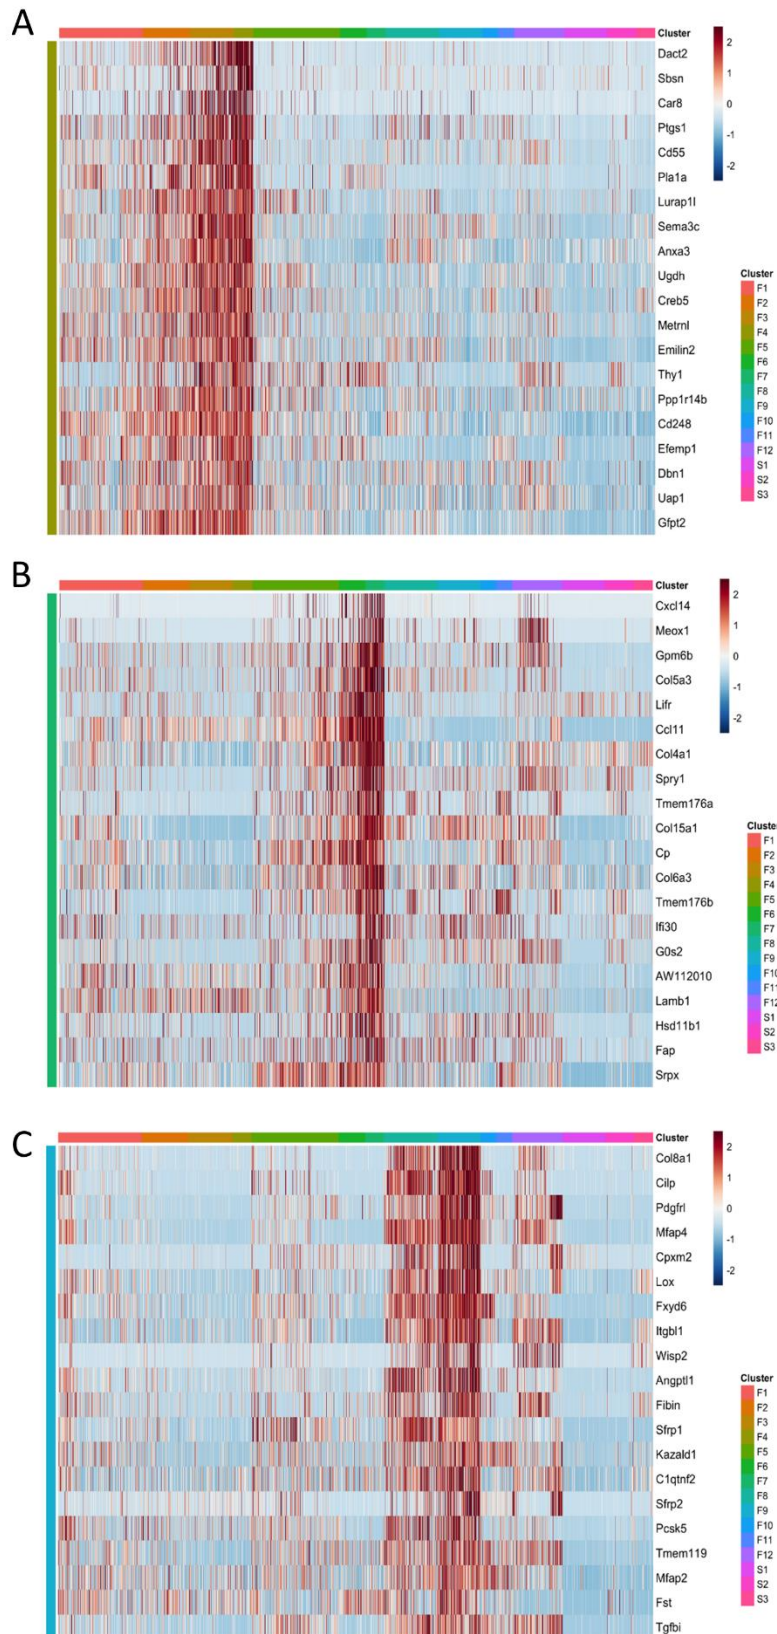 A
Cluster
Dact2
Sbsn
Car8
Ptgs1
Cd55
Pla1a
Lurap1l
Sema3c
Anxa3
Ugdh
Creb5
Metrnl
Emilin2
Thy1
Ppp1r14b
Cd248
Efemp1
Dbn1
Uap1
Gfpt2
2
1
0
-1
-2
Cluster
F1
F2
F3
F4
F5
F6
F7
F8
F9
F10
F11
F12
S1
S2
S3
B
Cluster
Cxcl14
Meox1
Gpm6b
Col5a3
Lifr
Ccl11
Col4a1
Spry1
Tmem176a
Col15a1
Cp
Col6a3
Tmem176b
Ifi30
G0s2
AW112010
Lamb1
Hsd11b1
Fap
Srpx
2
1
0
-1
-2
Cluster
F1
F2
F3
F4
F5
F6
F7
F8
F9
F10
F11
F12
S1
S2
S3
C
Cluster
Col8a1
Cilp
Pdgfrl
Mfap4
Cpxm2
Lox
Fxyd6
Itgbl1
Wisp2
Angptl1
Fibin
Sfrp1
Kazald1
C1qtnf2
Sfrp2
Pcsk5
Tmem119
Mfap2
Fst
Tgfbi
2
1
0
-1
-2
Cluster
F1
F2
F3
F4
F5
F6
F7
F8
F9
F10
F11
F12
S1
S2
S3